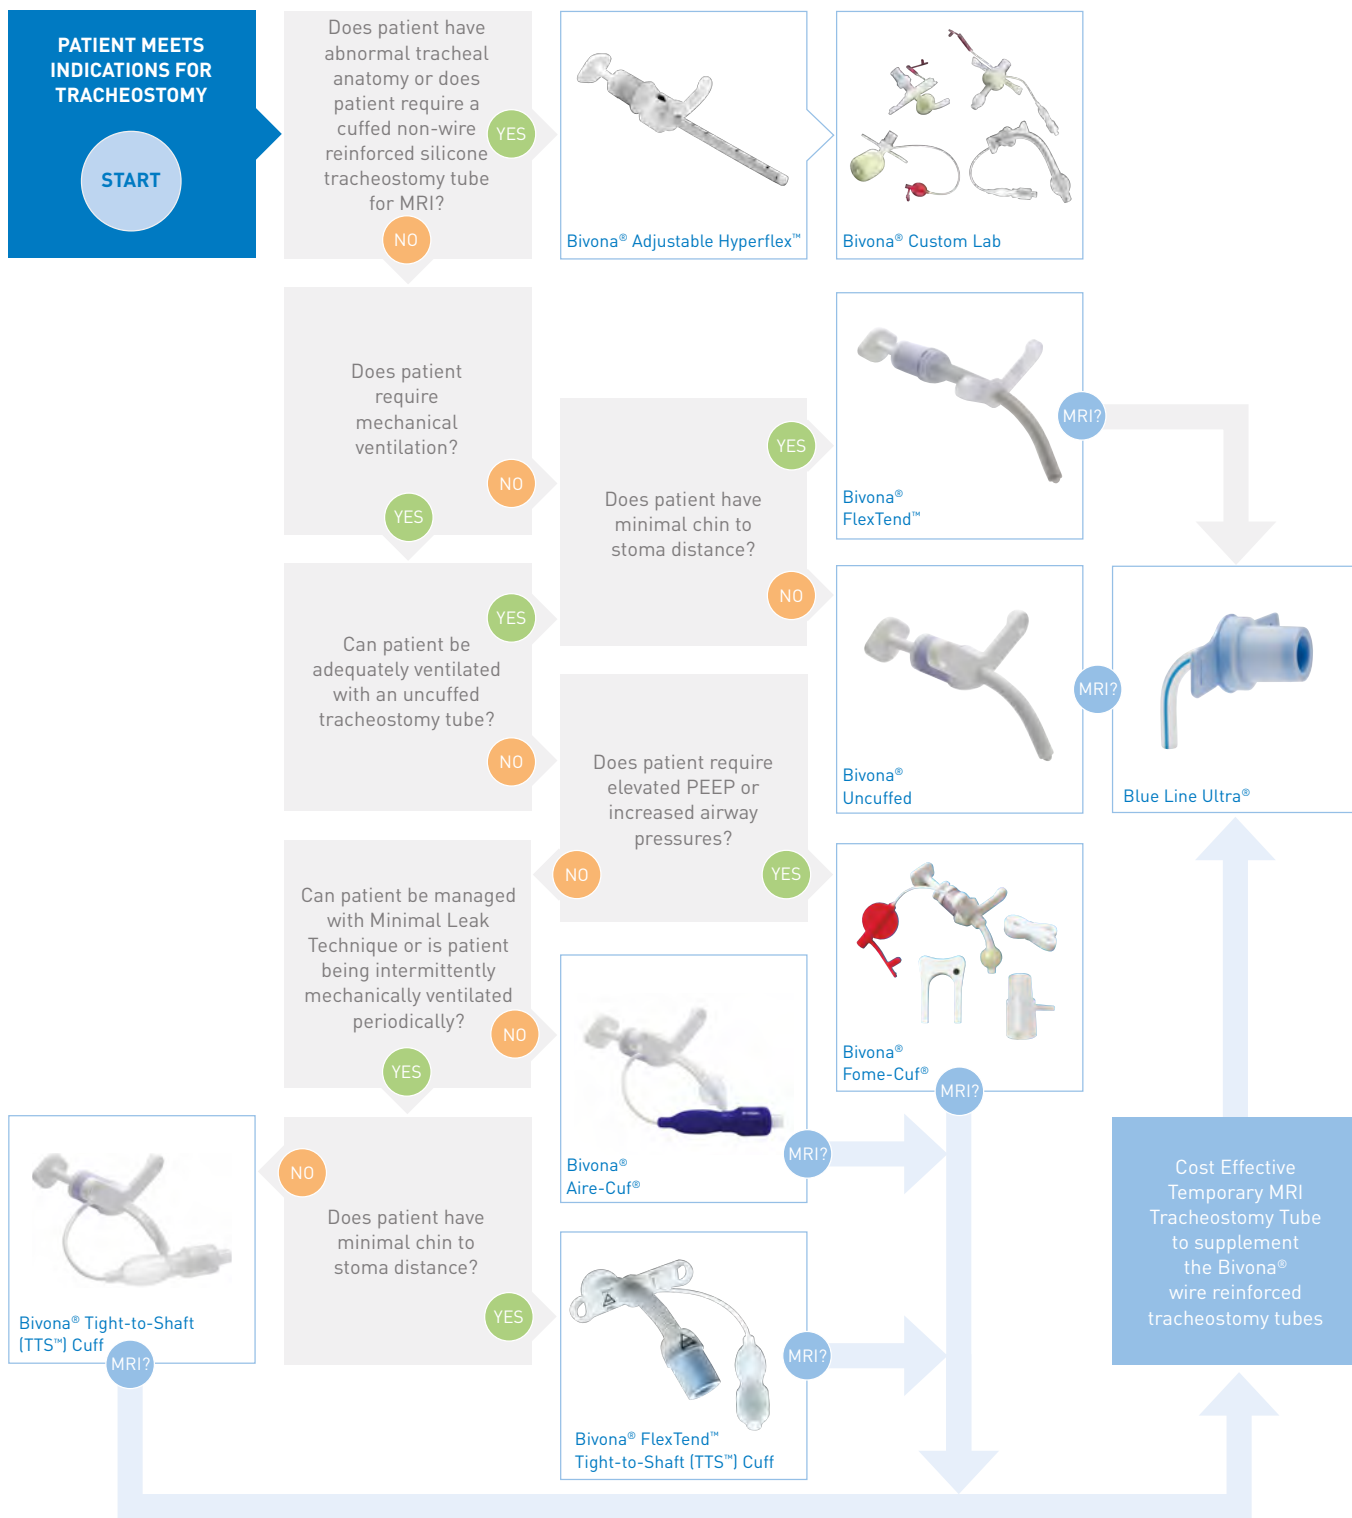 PATIENT MEETS
INDICATIONS FOR
TRACHEOSTOMY
START
Does patient have
abnormal tracheal
anatomy or does
patient require a
cuffed non-wire
reinforced silicone
tracheostomy tube
for MRI?
YES
NO
Bivona® Adjustable Hyperflex™
Bivona® Custom Lab
Does patient
require
mechanical
ventilation?
NO
YES
Does patient have
minimal chin to
stoma distance?
YES
NO
Bivona®
FlexTend™
MRI?
Can patient be
adequately ventilated
with an uncuffed
tracheostomy tube?
YES
NO
Bivona®
Uncuffed
MRI?
Blue Line Ultra®
Does patient require
elevated PEEP or
increased airway
pressures?
NO
YES
Can patient be managed
with Minimal Leak
Technique or is patient
being intermittently
mechanically ventilated
periodically?
NO
YES
Bivona®
Fome-Cuf®
MRI?
Bivona®
Aire-Cuf®
MRI?
Does patient have
minimal chin to
stoma distance?
NO
YES
Bivona® Tight-to-Shaft
(TTS™) Cuff
MRI?
Bivona® FlexTend™
Tight-to-Shaft (TTS™) Cuff
MRI?
Cost Effective
Temporary MRI
Tracheostomy Tube
to supplement
the Bivona®
wire reinforced
tracheostomy tubes